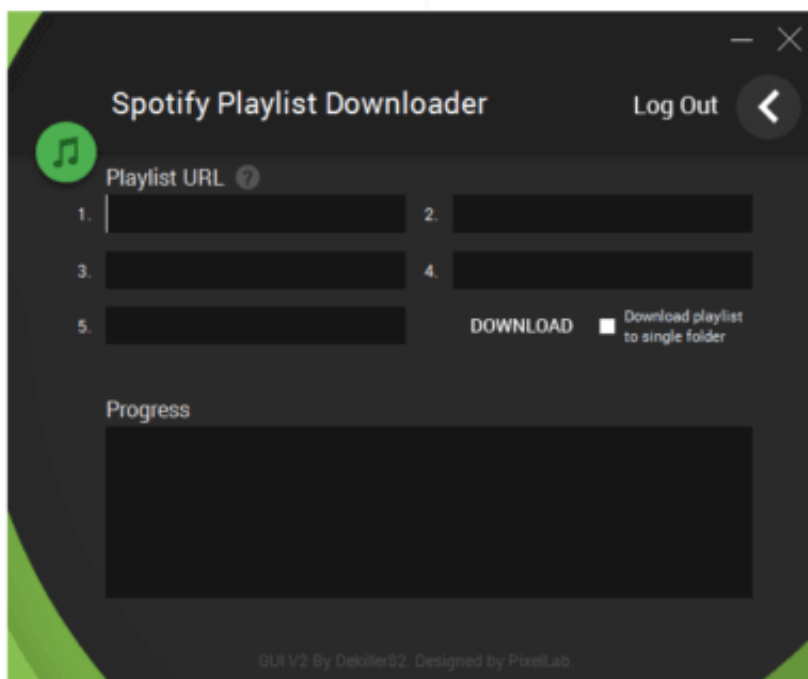 Spotify Playlist Downloader
Log Out
Playlist URL ?
1.
2.
3.
4.
5.
DOWNLOAD
Download playlist
to single folder
Progress
GUI V2 By Dekiller82. Designed by PixelLab.